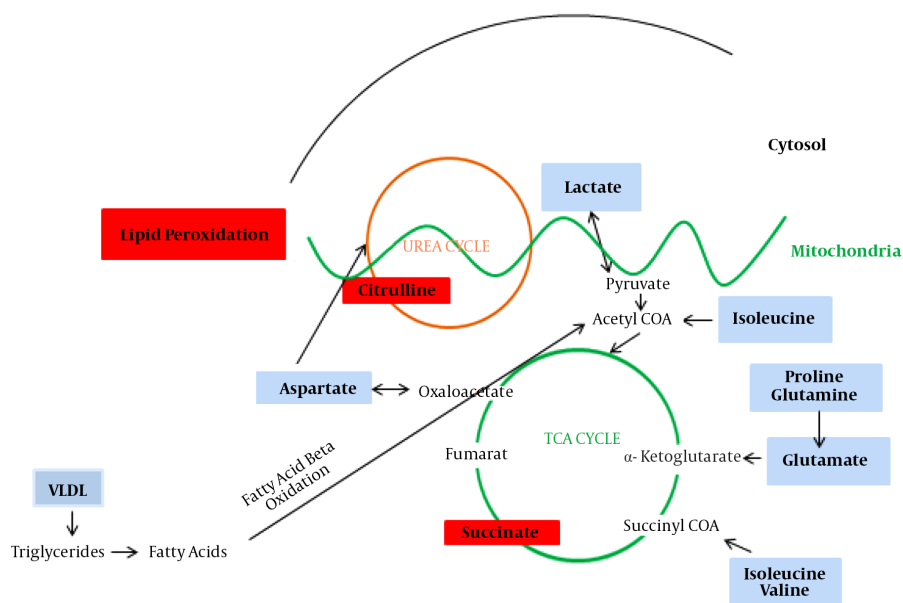 Cytosol
Lactate
Lipid Peroxidation
UREA CYCLE
Mitochondria
Citrulline
Pyruvate
Acetyl COA
Isoleucine
Aspartate
Oxaloacetate
Proline
Glutamine
TCA CYCLE
Fumarat
α- Ketoglutarate
Glutamate
Fatty Acid Beta
Oxidation
VLDL
Succinate
Succinyl COA
Triglycerides
Fatty Acids
Isoleucine
Valine